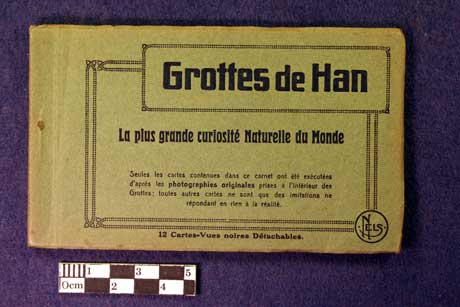 Grottes de Han
La plus grande curiosité Naturelle du Monde
Seules les cartes contenues dans ce carnet ont été exécuténs
d'après les photographies originales prises à l'intérieur des
Grottes; toutes autres cartes ne sont que des imitations ne
répondant en rien à la réalité.
NELS
12 Cartes-Vues noires Détachables.
1 3 5
0cm 2 4